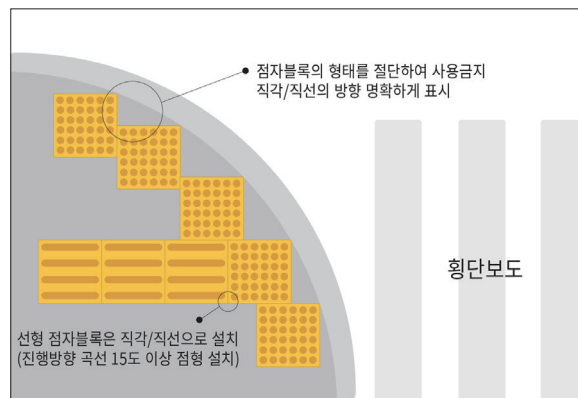 점자블록의 형태를 절단하여 사용금지
직각/직선의 방향 명확하게 표시
횡단보도
선형 점자블록은 직각/직선으로 설치
(진행방향 곡선 15도 이상 점형 설치)